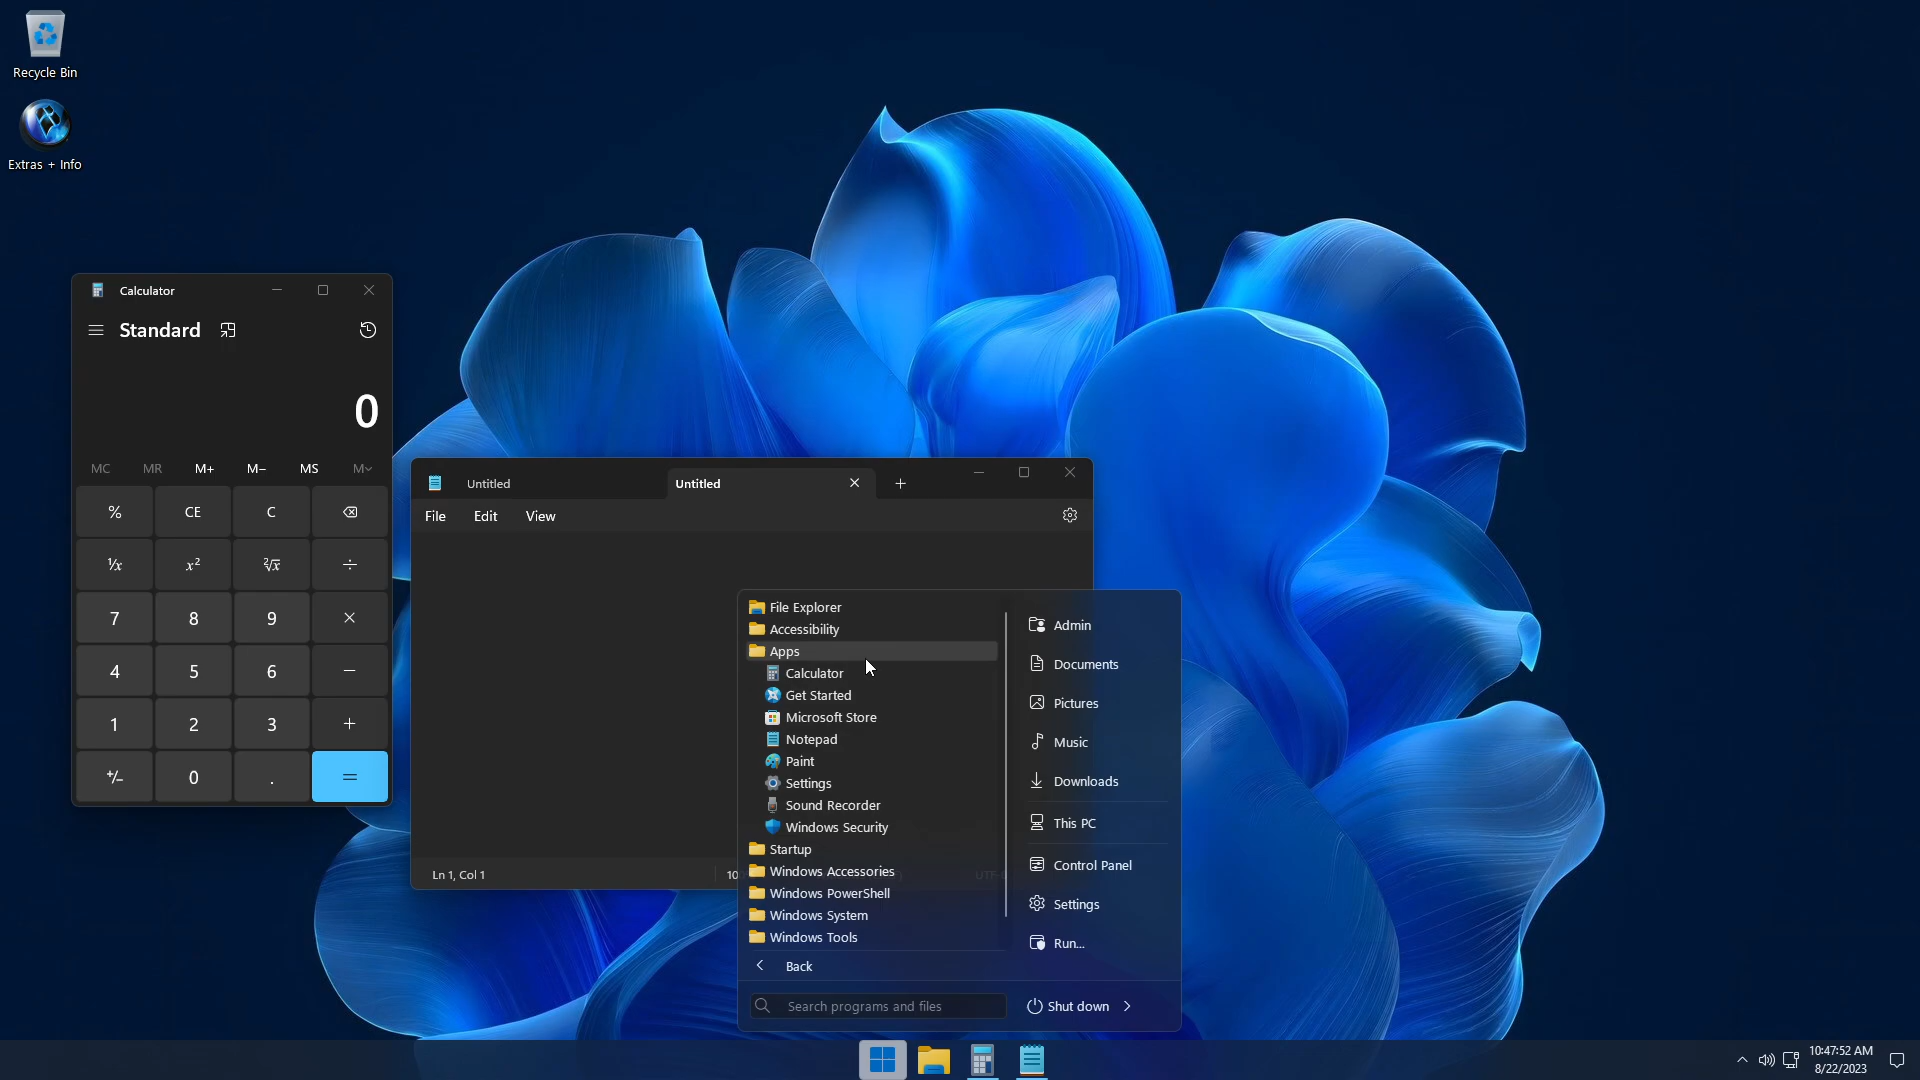 Recycle Bin
Extras + Info
Calculator
Standard
0
MC MR M+ M− MS M
% CE C
¹/x x² ²√x ÷
7 8 9 ×
4 5 6 −
1 2 3 +
+/− 0 . =
Untitled
Untitled
File Edit View
Ln 1, Col 1
File Explorer
Accessibility
Apps
Calculator
Get Started
Microsoft Store
Notepad
Paint
Settings
Sound Recorder
Windows Security
Startup
Windows Accessories
Windows PowerShell
Windows System
Windows Tools
Back
Search programs and files
Admin
Documents
Pictures
Music
Downloads
This PC
Control Panel
Settings
Run...
Shut down
10:47:52 AM
8/22/2023